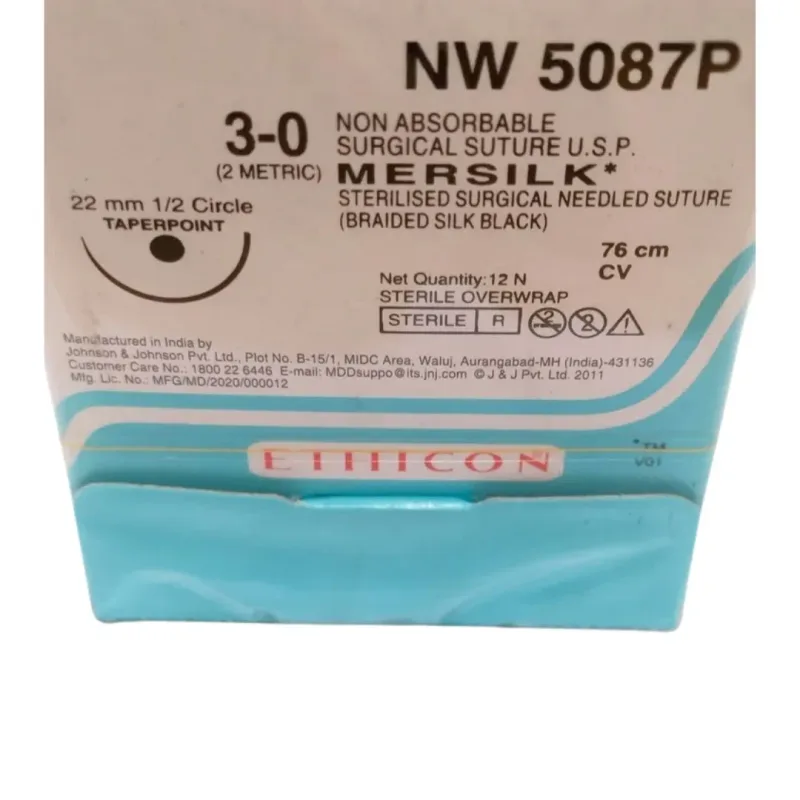 NW 5087P
3-0
(2 METRIC)
NON ABSORBABLE
SURGICAL SUTURE U.S.P.
MERSILK*
STERILISED SURGICAL NEEDLED SUTURE
(BRAIDED SILK BLACK)
22 mm 1/2 Circle
TAPERPOINT
76 cm
CV
Net Quantity:12 N
STERILE OVERWRAP
STERILE R 2
Manufactured in India by
Johnson & Johnson Pvt. Ltd., Plot No. B-15/1, MIDC Area, Waluj, Aurangabad-MH (India)-431136
Customer Care No.: 1800 22 6446 E-mail: MDDsuppo@its.jnj.com © J & J Pvt. Ltd. 2011
Mfg. Lic. No.: MFG/MD/2020/000012
ETHICON®
*TM
V01